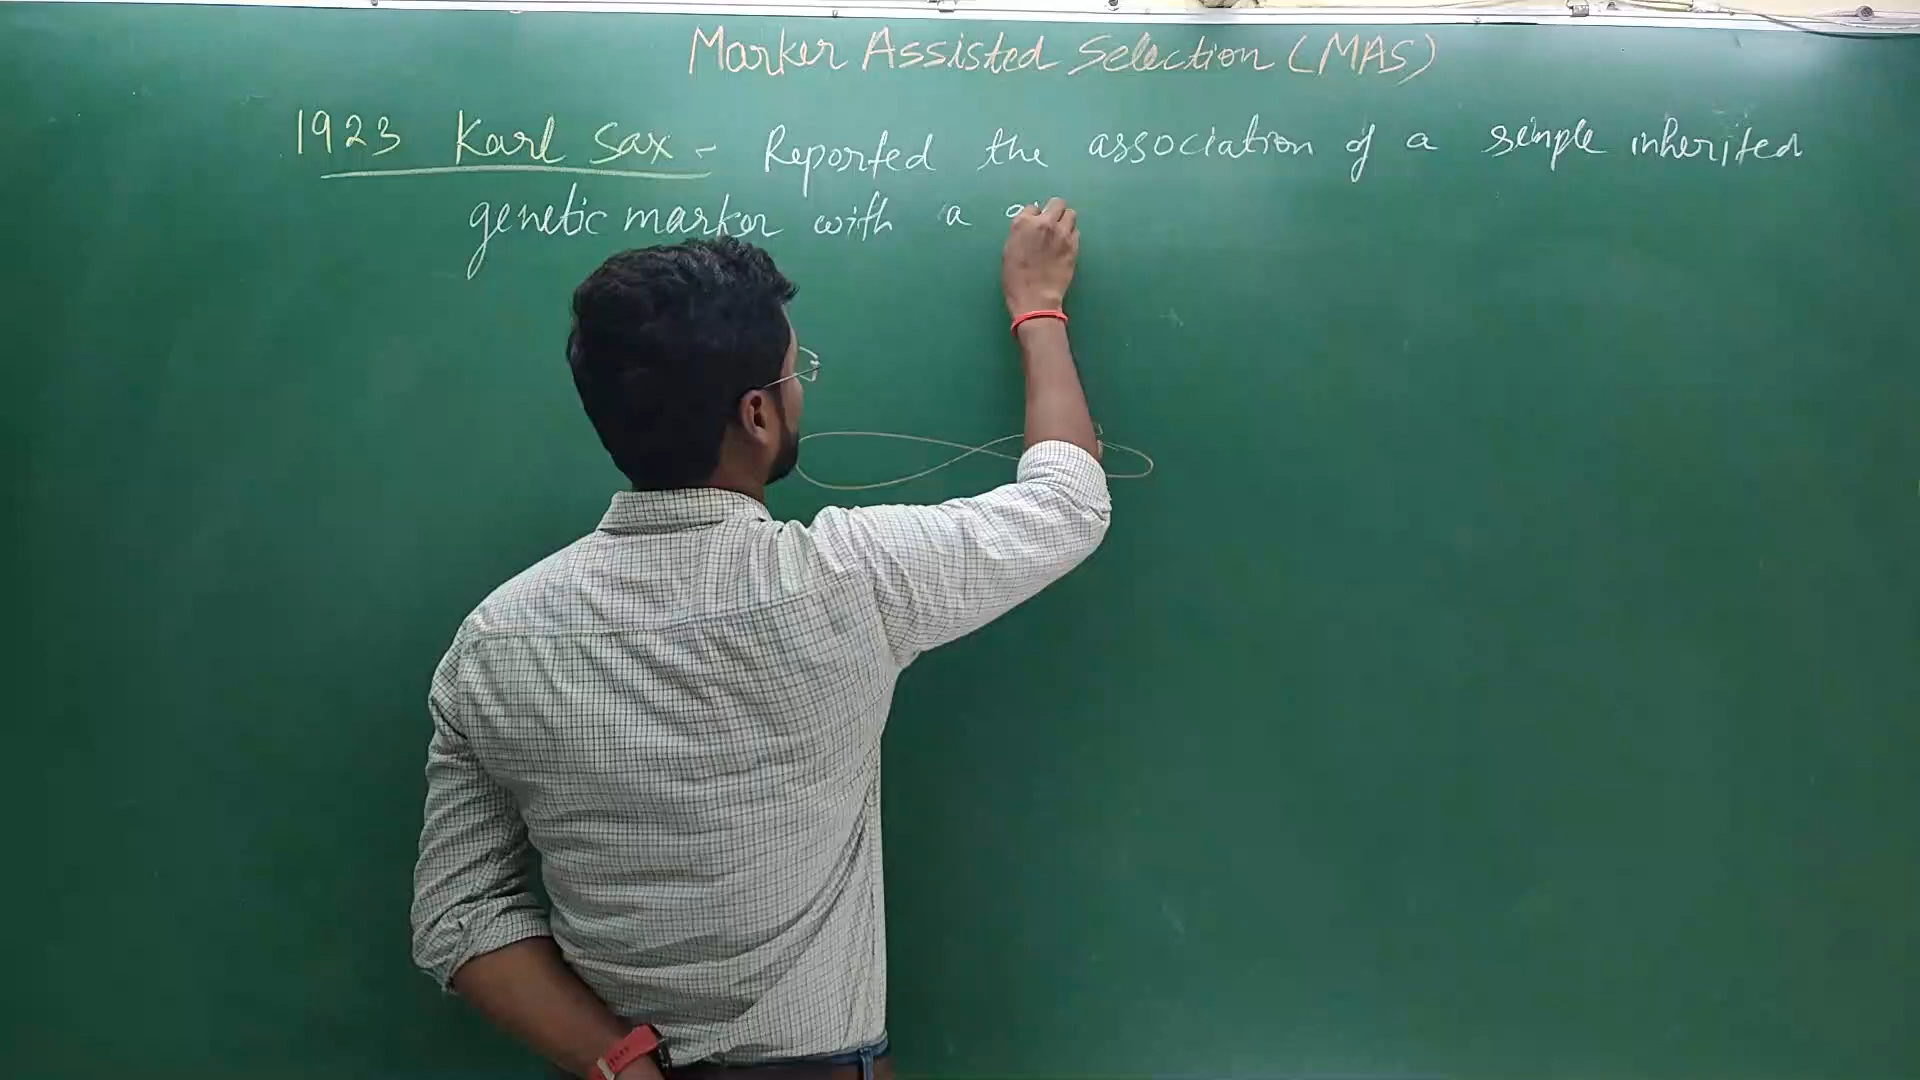 Marker Assisted Selection (MAS)
1923 Karl Sax - Reported the association of a simple inherited
genetic marker with a